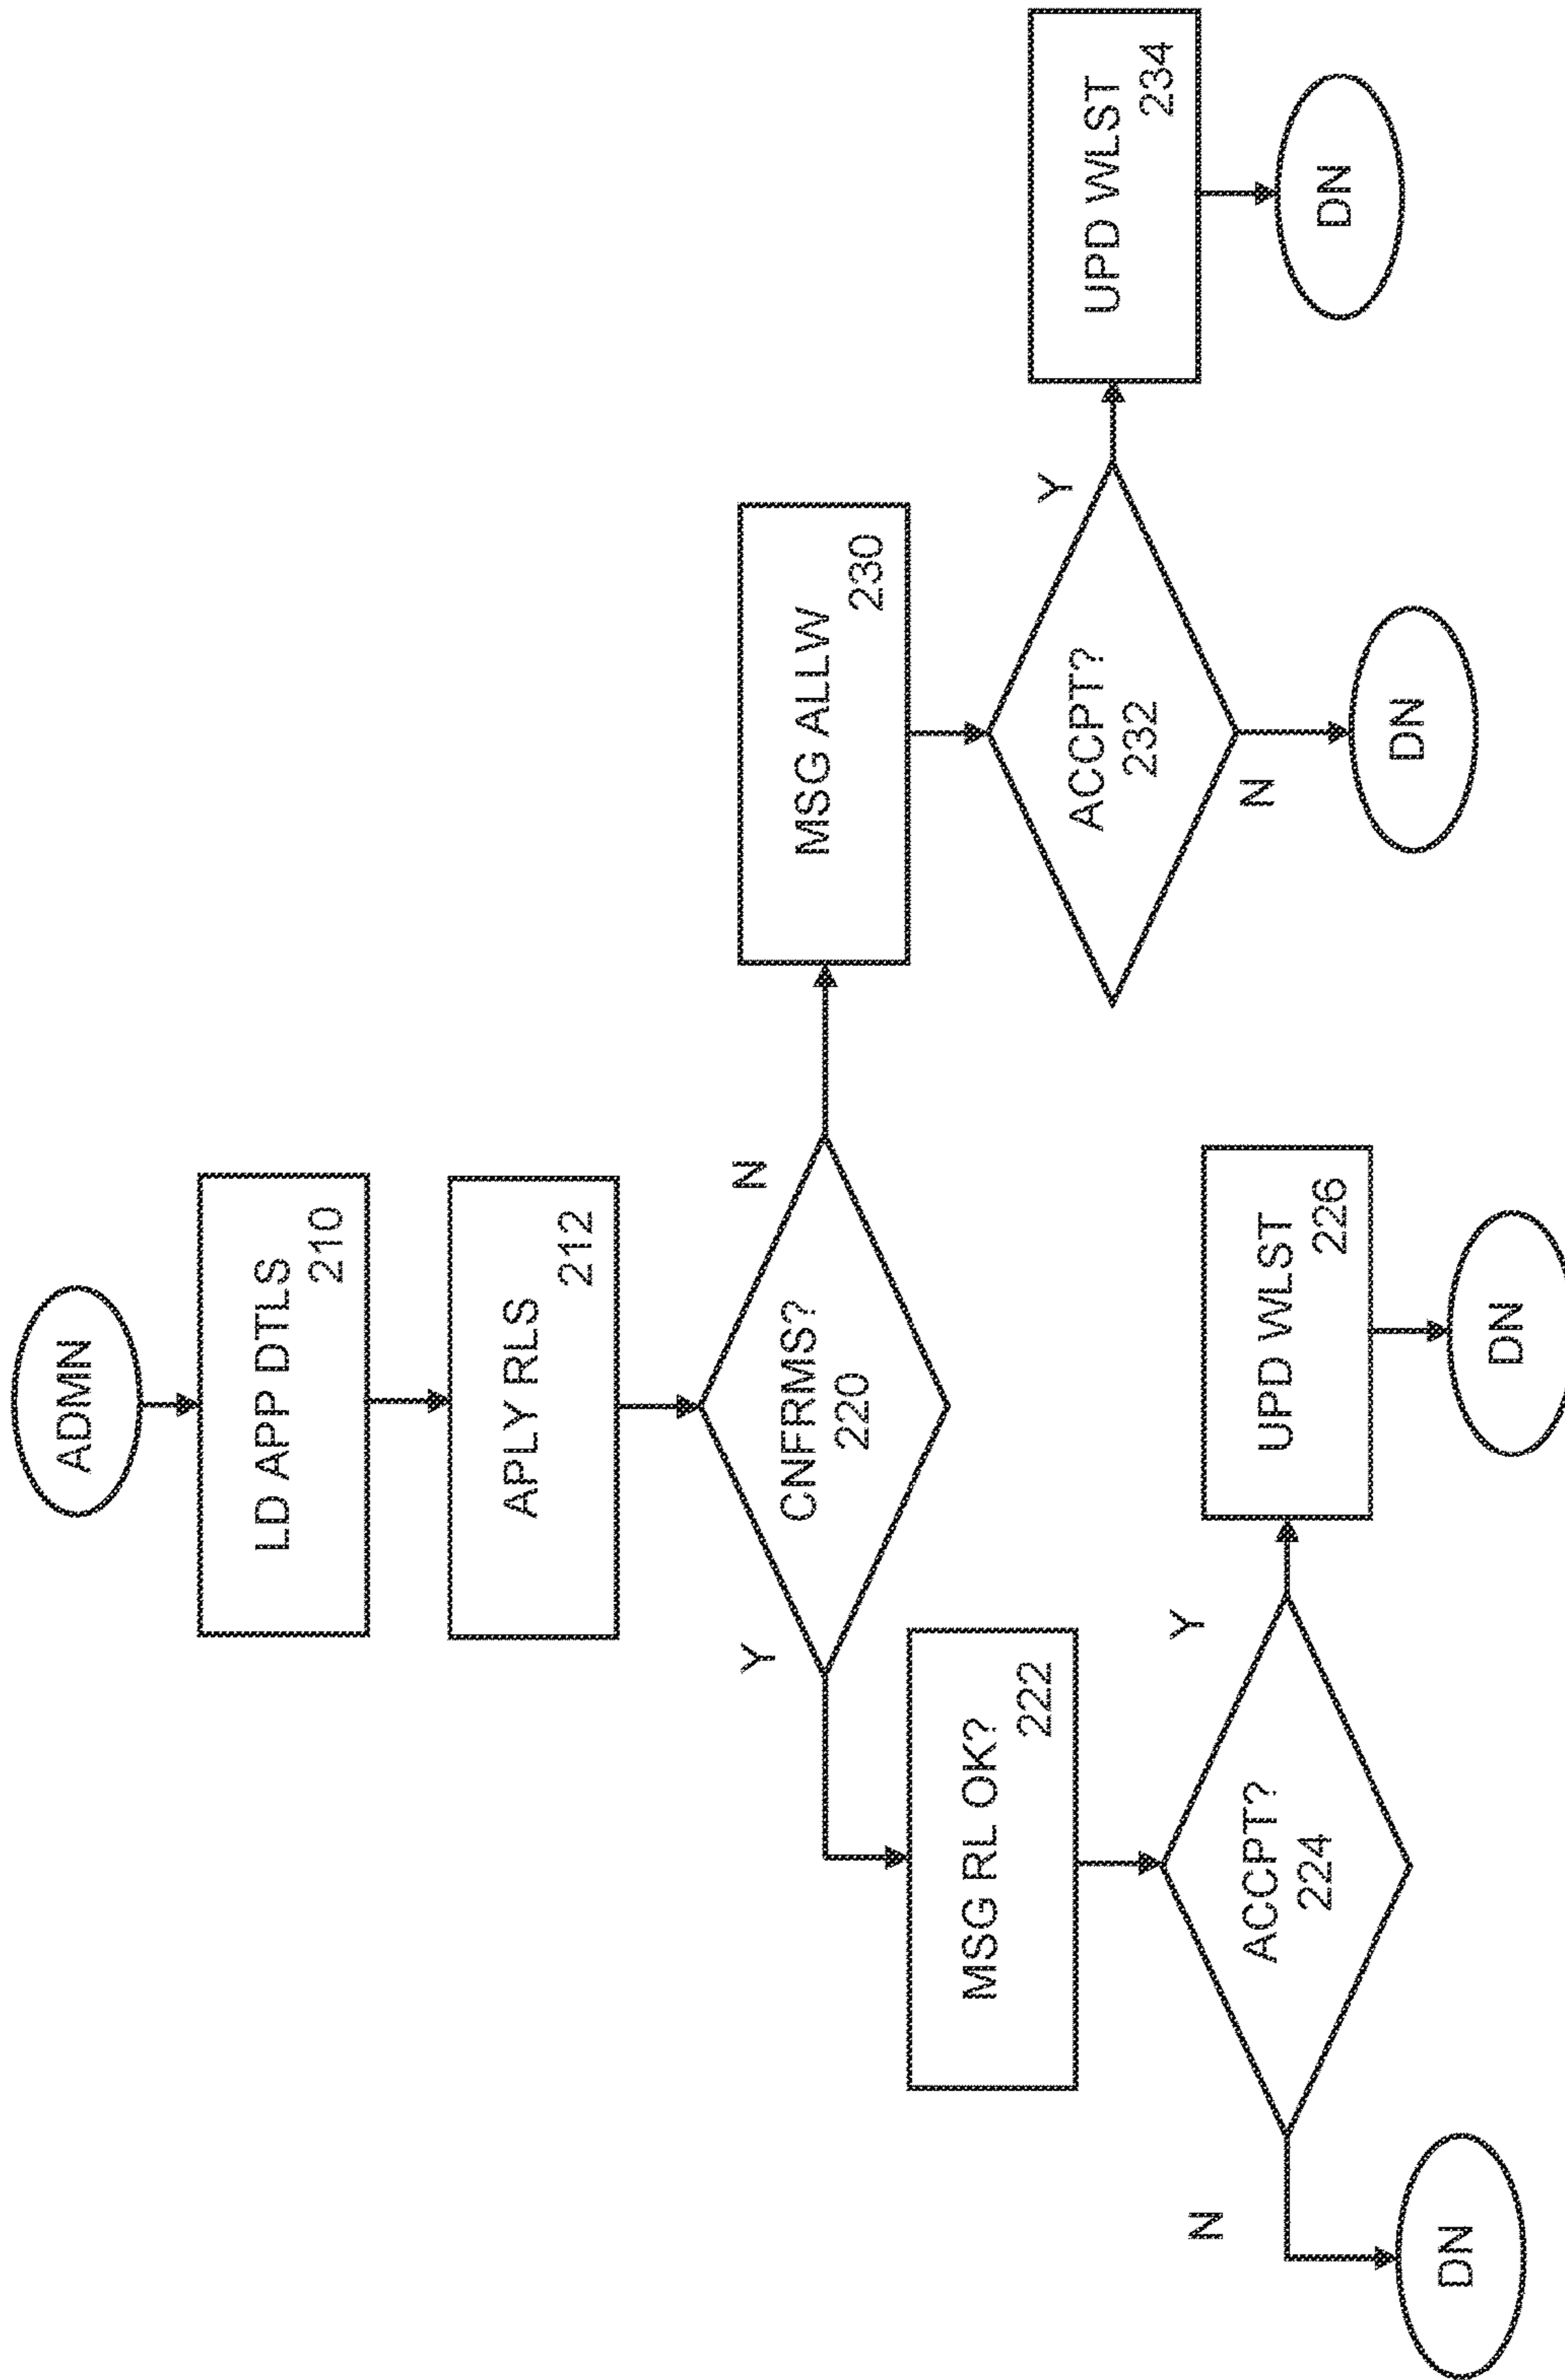 ADMN
LD APP DTLS
210
APLY RLS
212
CNFRMS?
220
Y
N
MSG RL OK?
222
ACCPT?
224
N
DN
Y
UPD WLST
226
DN
MSG ALLW
230
ACCPT?
232
N
DN
Y
UPD WLST
234
DN